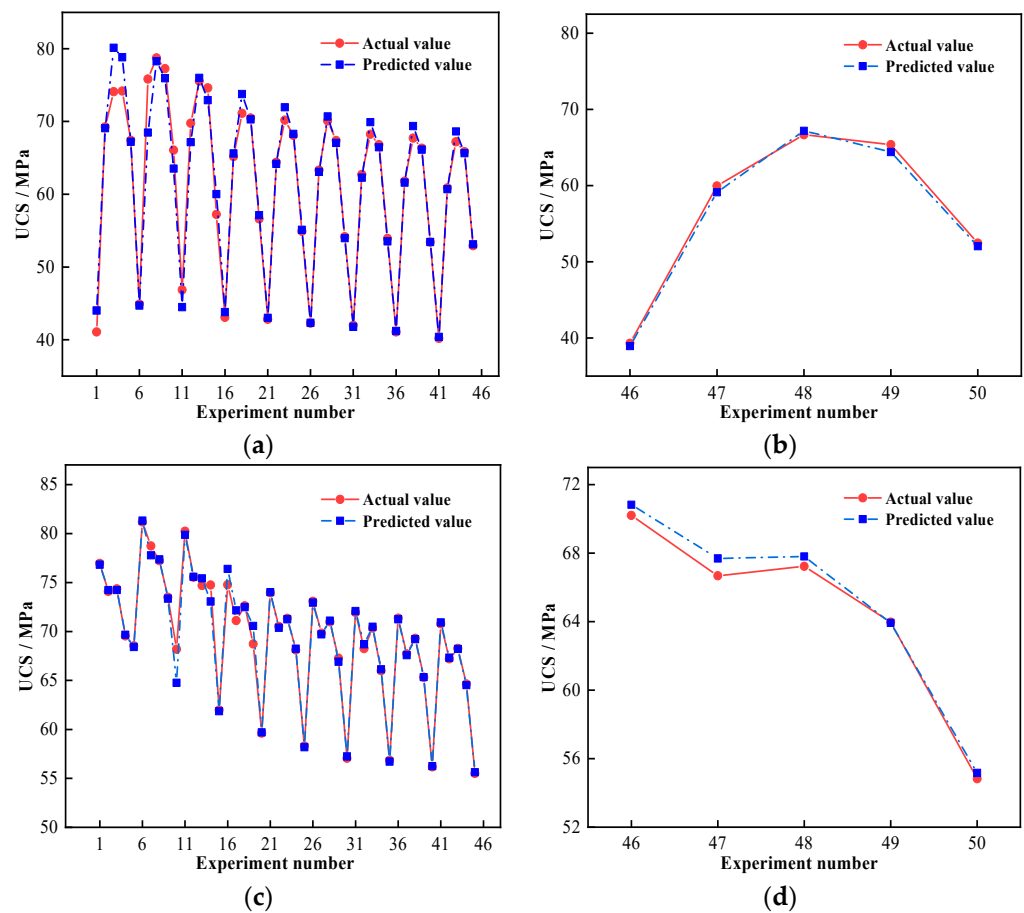 Actual value
Predicted value
UCS / MPa
80
70
60
50
40
1 6 11 16 21 26 31 36 41 46
Experiment number
(a)
Actual value
Predicted value
UCS / MPa
80
70
60
50
40
46 47 48 49 50
Experiment number
(b)
Actual value
Predicted value
UCS / MPa
85
80
75
70
65
60
55
50
1 6 11 16 21 26 31 36 41 46
Experiment number
(c)
Actual value
Predicted value
UCS / MPa
72
68
64
60
56
52
46 47 48 49 50
Experiment number
(d)